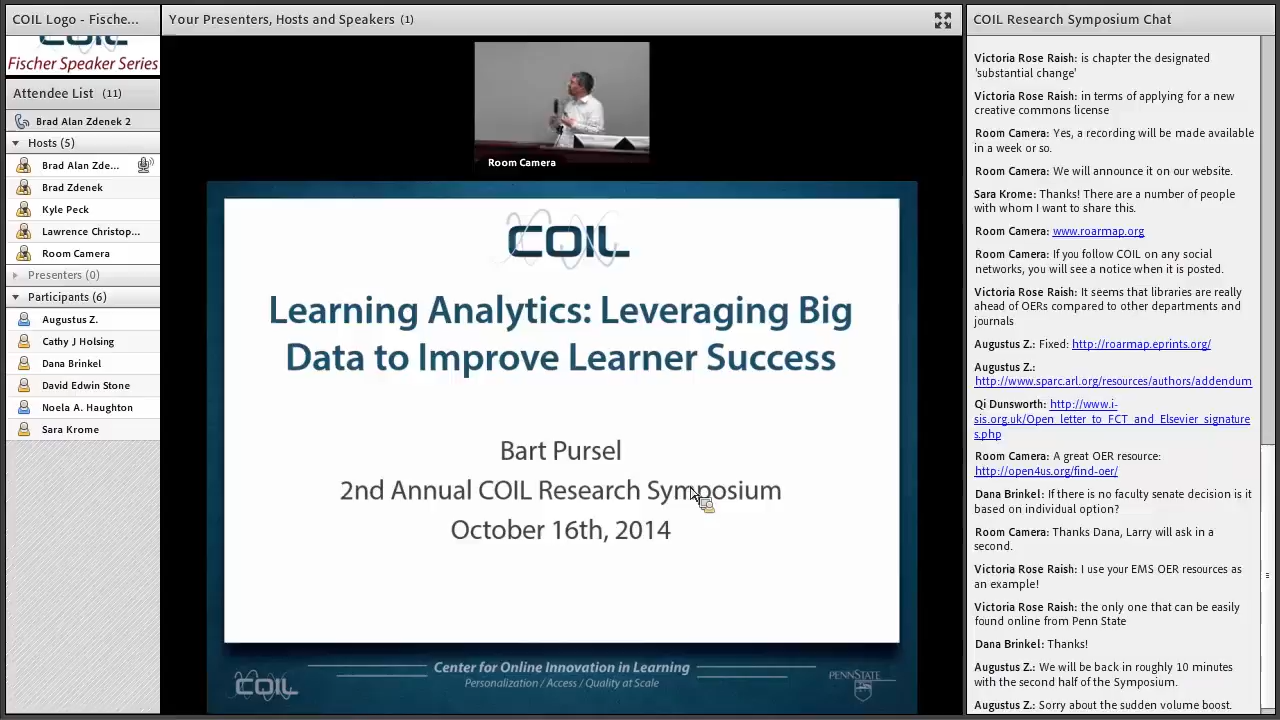 COIL Logo - Fische...
COIL
Fischer Speaker Series
Attendee List (11)
Brad Alan Zdenek 2
Hosts (5)
Brad Alan Zde...
Brad Zdenek
Kyle Peck
Lawrence Christop...
Room Camera
Presenters (0)
Participants (6)
Augustus Z.
Cathy J Holsing
Dana Brinkel
David Edwin Stone
Noela A. Haughton
Sara Krome
Your Presenters, Hosts and Speakers (1)
Room Camera
COIL
Learning Analytics: Leveraging Big
Data to Improve Learner Success
Bart Pursel
2nd Annual COIL Research Symposium
October 16th, 2014
COIL
Center for Online Innovation in Learning
Personalization / Access / Quality at Scale
PENNSTATE
COIL Research Symposium Chat
Victoria Rose Raish: is chapter the designated
'substantial change'
Victoria Rose Raish: in terms of applying for a new
creative commons license
Room Camera: Yes, a recording will be made available
in a week or so.
Room Camera: We will announce it on our website.
Sara Krome: Thanks! There are a number of people
with whom I want to share this.
Room Camera: www.roarmap.org
Room Camera: If you follow COIL on any social
networks, you will see a notice when it is posted.
Victoria Rose Raish: It seems that libraries are really
ahead of OERs compared to other departments and
journals
Augustus Z.: Fixed: http://roarmap.eprints.org/
Augustus Z.:
http://www.sparc.arl.org/resources/authors/addendum
Qi Dunsworth: http://www.i-
sis.org.uk/Open_letter_to_FCT_and_Elsevier_signature
s.php
Room Camera: A great OER resource:
http://open4us.org/find-oer/
Dana Brinkel: If there is no faculty senate decision is it
based on individual option?
Room Camera: Thanks Dana, Larry will ask in a
second.
Victoria Rose Raish: I use your EMS OER resources as
an example!
Victoria Rose Raish: the only one that can be easily
found online from Penn State
Dana Brinkel: Thanks!
Augustus Z.: We will be back in roughly 10 minutes
with the second half of the Symposium.
Augustus Z.: Sorry about the sudden volume boost.